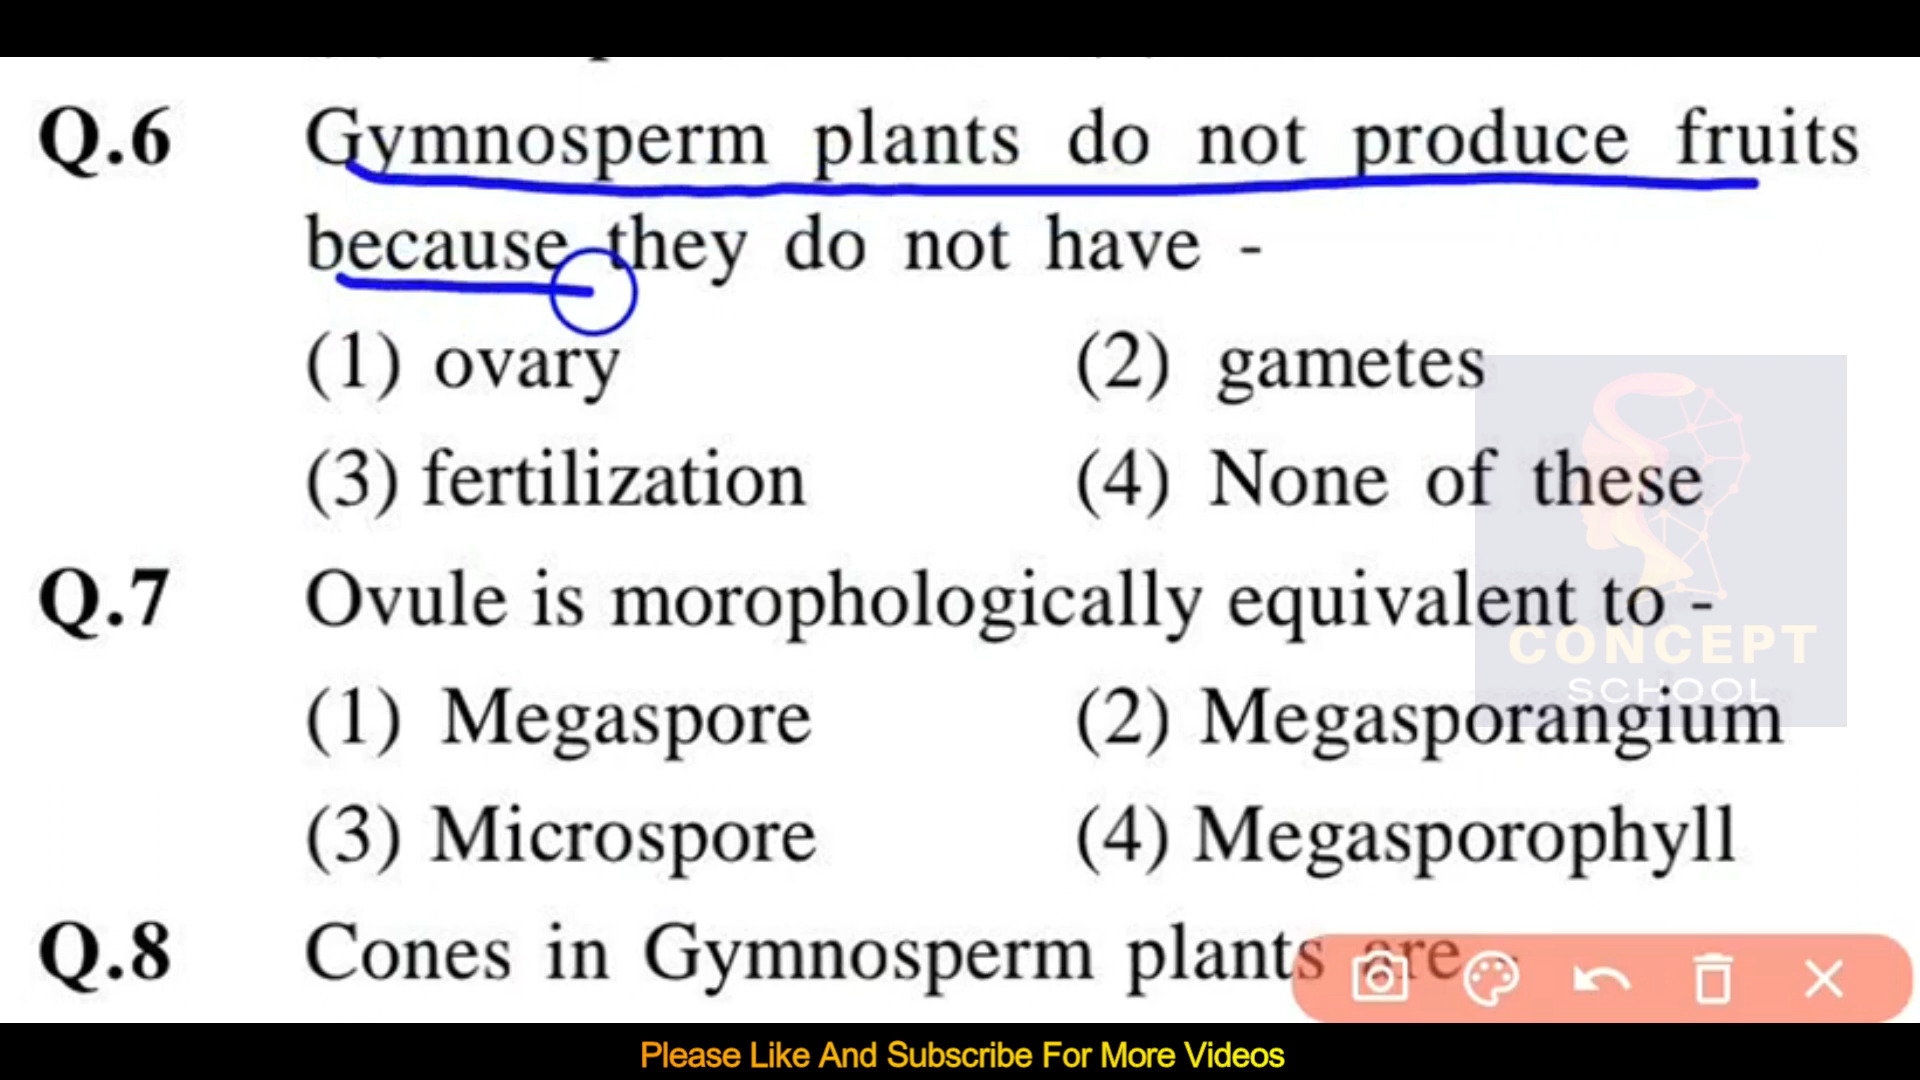 Q.6 Gymnosperm plants do not produce fruits
because they do not have -
(1) ovary (2) gametes
(3) fertilization (4) None of these
Q.7 Ovule is morophologically equivalent to -
(1) Megaspore (2) Megasporangium
(3) Microspore (4) Megasporophyll
CONCEPT
SCHOOL
Q.8 Cones in Gymnosperm plants are -
Please Like And Subscribe For More Videos